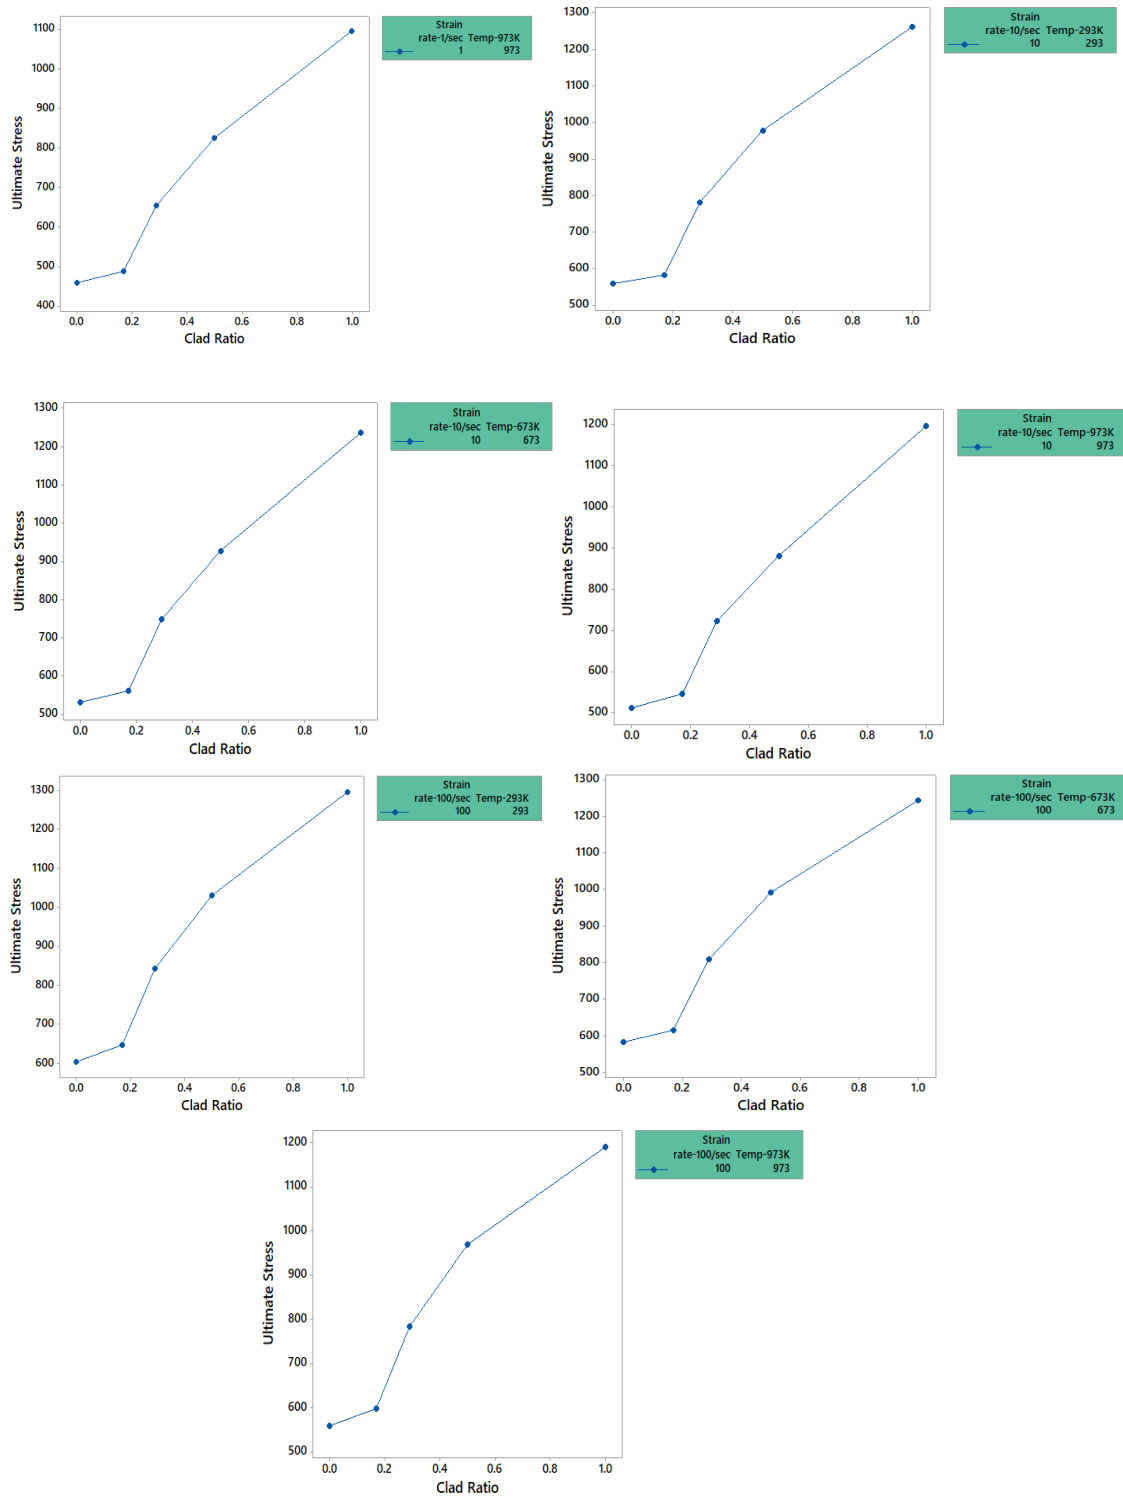 Strain
rate-1/sec Temp-973K
1 973
1100
1000
900
800
700
600
500
400
0.0 0.2 0.4 0.6 0.8 1.0
Clad Ratio
Ultimate Stress
Strain
rate-10/sec Temp-293K
10 293
1300
1200
1100
1000
900
800
700
600
500
0.0 0.2 0.4 0.6 0.8 1.0
Clad Ratio
Ultimate Stress
Strain
rate-10/sec Temp-673K
10 673
1300
1200
1100
1000
900
800
700
600
500
0.0 0.2 0.4 0.6 0.8 1.0
Clad Ratio
Ultimate Stress
Strain
rate-10/sec Temp-973K
10 973
1200
1100
1000
900
800
700
600
500
0.0 0.2 0.4 0.6 0.8 1.0
Clad Ratio
Ultimate Stress
Strain
rate-100/sec Temp-293K
100 293
1300
1200
1100
1000
900
800
700
600
0.0 0.2 0.4 0.6 0.8 1.0
Clad Ratio
Ultimate Stress
Strain
rate-100/sec Temp-673K
100 673
1300
1200
1100
1000
900
800
700
600
500
0.0 0.2 0.4 0.6 0.8 1.0
Clad Ratio
Ultimate Stress
Strain
rate-100/sec Temp-973K
100 973
1200
1100
1000
900
800
700
600
500
0.0 0.2 0.4 0.6 0.8 1.0
Clad Ratio
Ultimate Stress